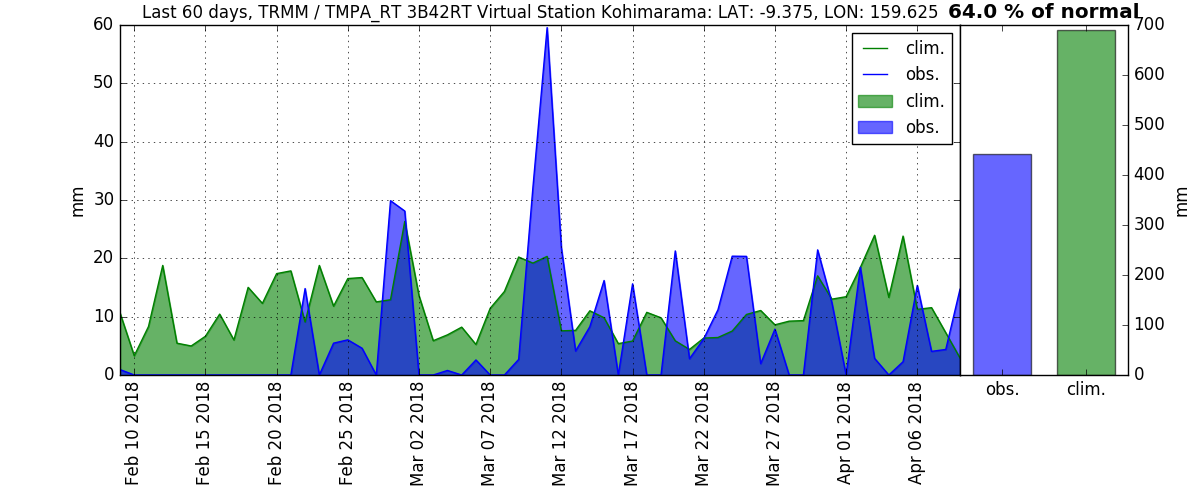 Last 60 days, TRMM / TMPA_RT 3B42RT Virtual Station Kohimarama: LAT: -9.375, LON: 159.625 64.0 % of normal
60
50
40
30
20
10
0
mm
clim.
obs.
clim.
obs.
700
600
500
400
300
200
100
0
mm
obs. clim.
Feb 10 2018
Feb 15 2018
Feb 20 2018
Feb 25 2018
Mar 02 2018
Mar 07 2018
Mar 12 2018
Mar 17 2018
Mar 22 2018
Mar 27 2018
Apr 01 2018
Apr 06 2018